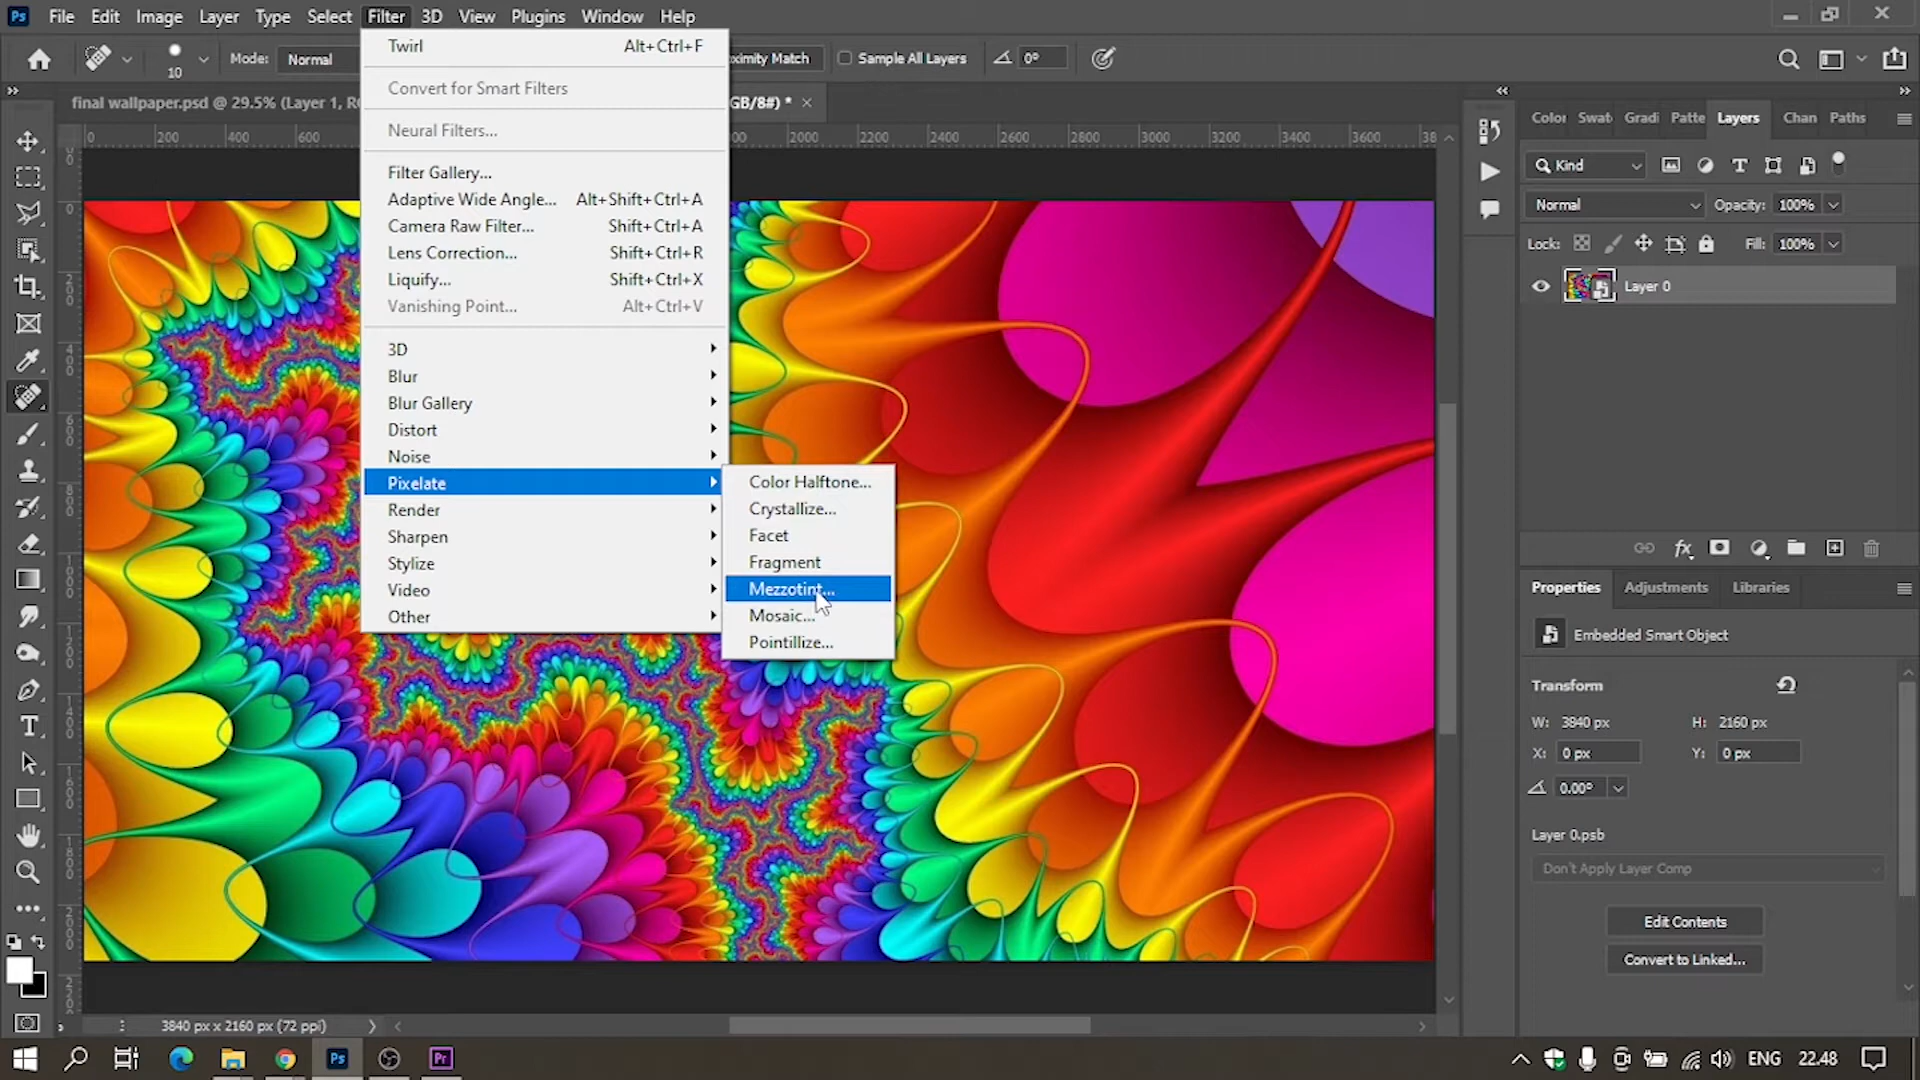 Ps File Edit Image Layer Type Select Filter 3D View Plugins Window Help
10 Mode: Normal
oximity Match Sample All Layers 0°
final wallpaper.psd @ 29.5% (Layer 1, R
GB/8#) * ×
0 200 400 600
2000 2200 2400 2600 2800 3000 3200 3400 3600
Twirl Alt+Ctrl+F
Convert for Smart Filters
Neural Filters...
Filter Gallery...
Adaptive Wide Angle... Alt+Shift+Ctrl+A
Camera Raw Filter... Shift+Ctrl+A
Lens Correction... Shift+Ctrl+R
Liquify... Shift+Ctrl+X
Vanishing Point... Alt+Ctrl+V
3D
Blur
Blur Gallery
Distort
Noise
Pixelate
Render
Sharpen
Stylize
Video
Other
Color Halftone...
Crystallize...
Facet
Fragment
Mezzotint...
Mosaic...
Pointillize...
Color Swat Gradi Patte Layers Chan Paths
Kind
Normal Opacity: 100%
Lock: Fill: 100%
Layer 0
Properties Adjustments Libraries
Embedded Smart Object
Transform
W: 3840 px H: 2160 px
X: 0 px Y: 0 px
0.00°
Layer 0.psb
Don't Apply Layer Comp
Edit Contents
Convert to Linked...
3840 px x 2160 px (72 ppi)
Ps Pr ENG 22.48